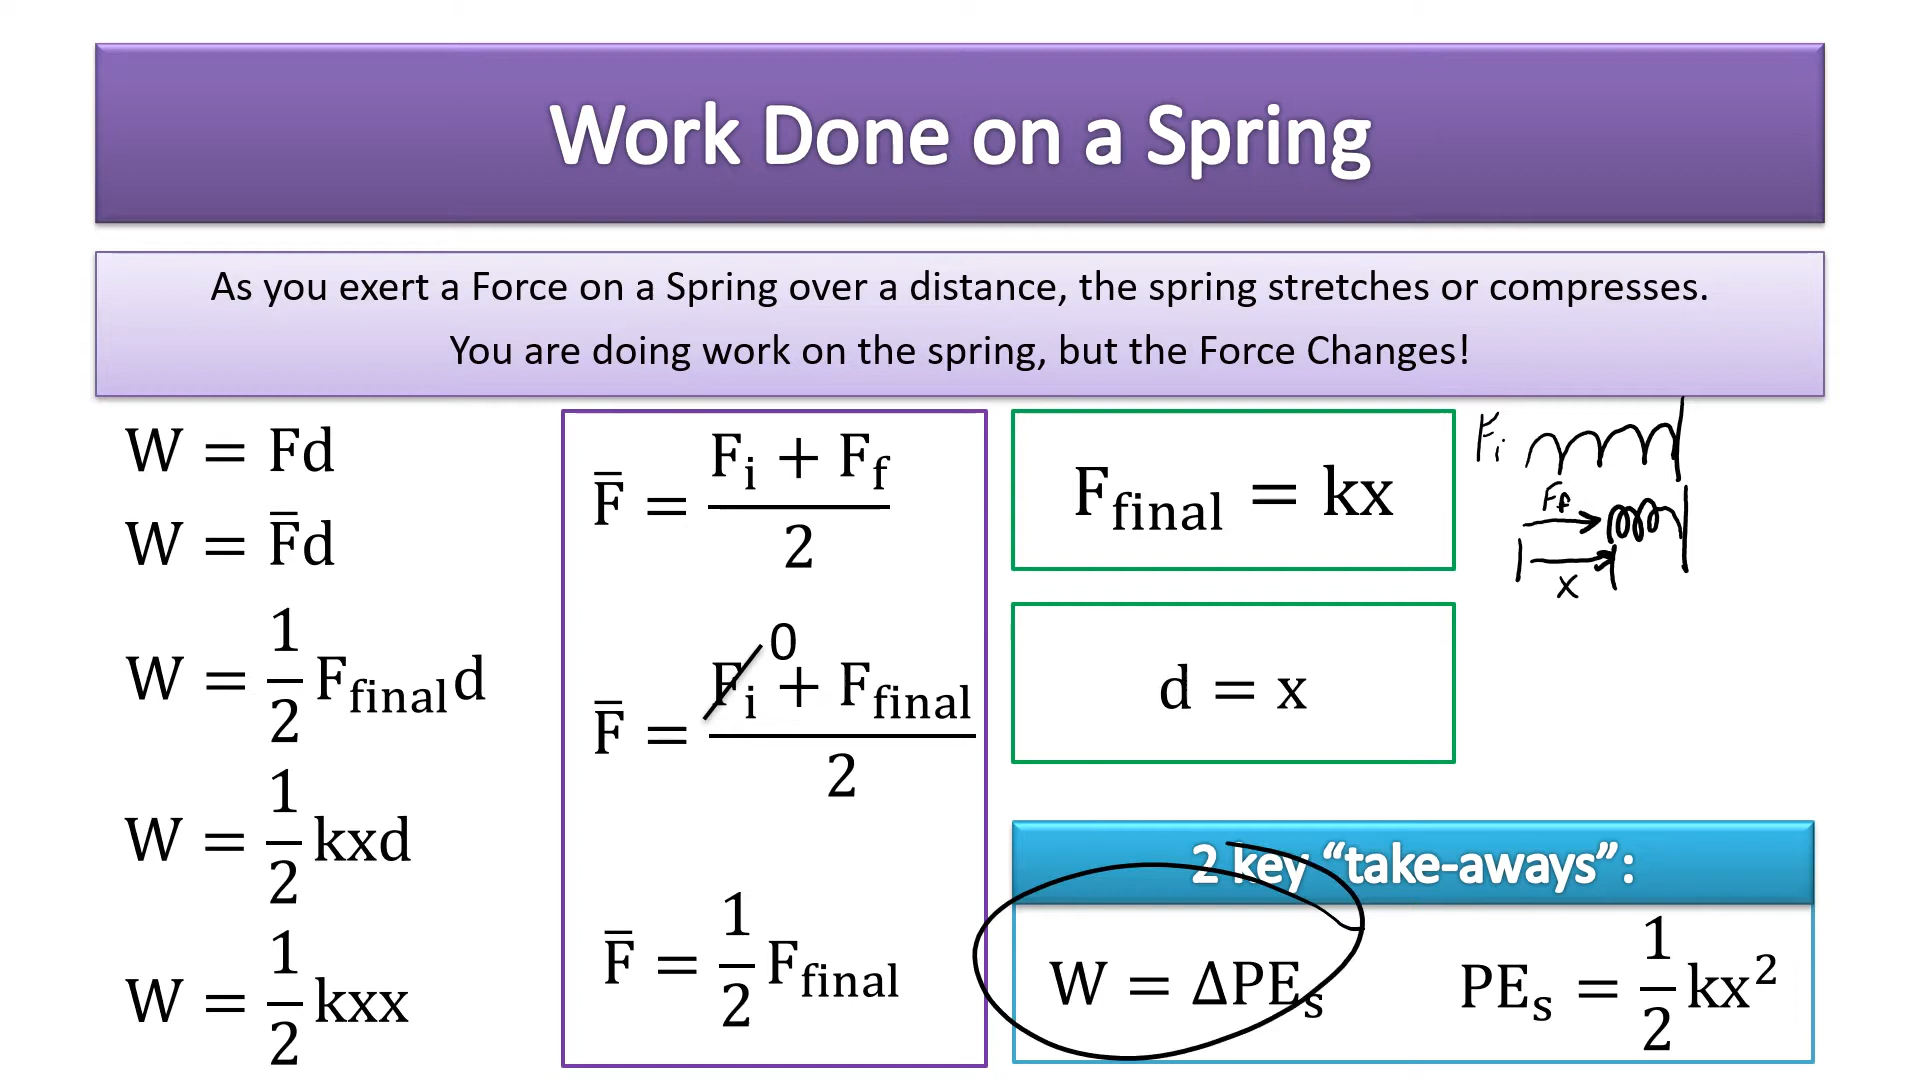 Work Done on a Spring
As you exert a Force on a Spring over a distance, the spring stretches or compresses.
You are doing work on the spring, but the Force Changes!
W = Fd
W = F̄d
W = 1/2 F_final d
W = 1/2 kxd
W = 1/2 kxx
F̄ = (F_i + F_f)/2
F̄ = (F_i + F_final)/2
0
F̄ = 1/2 F_final
F_final = kx
d = x
F_i
F_f
x
2 key “take-aways”:
W = ΔPE_s
PE_s = 1/2 kx²